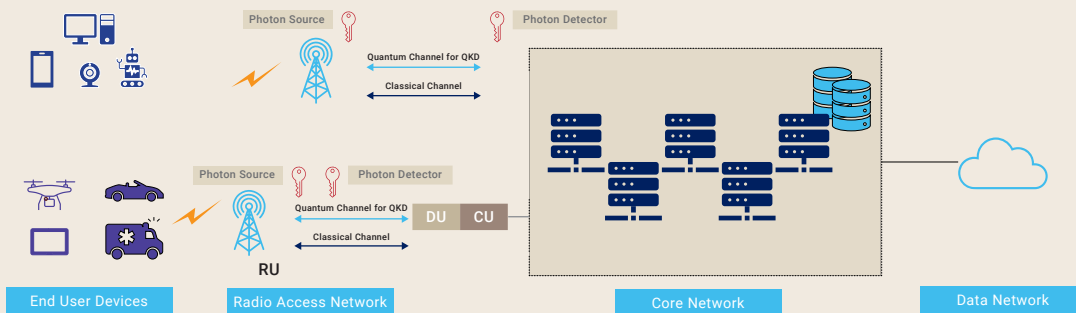 Photon Source
Photon Detector
Quantum Channel for QKD
Classical Channel
Photon Source
Photon Detector
Quantum Channel for QKD
DU
CU
Classical Channel
RU
End User Devices
Radio Access Network
Core Network
Data Network